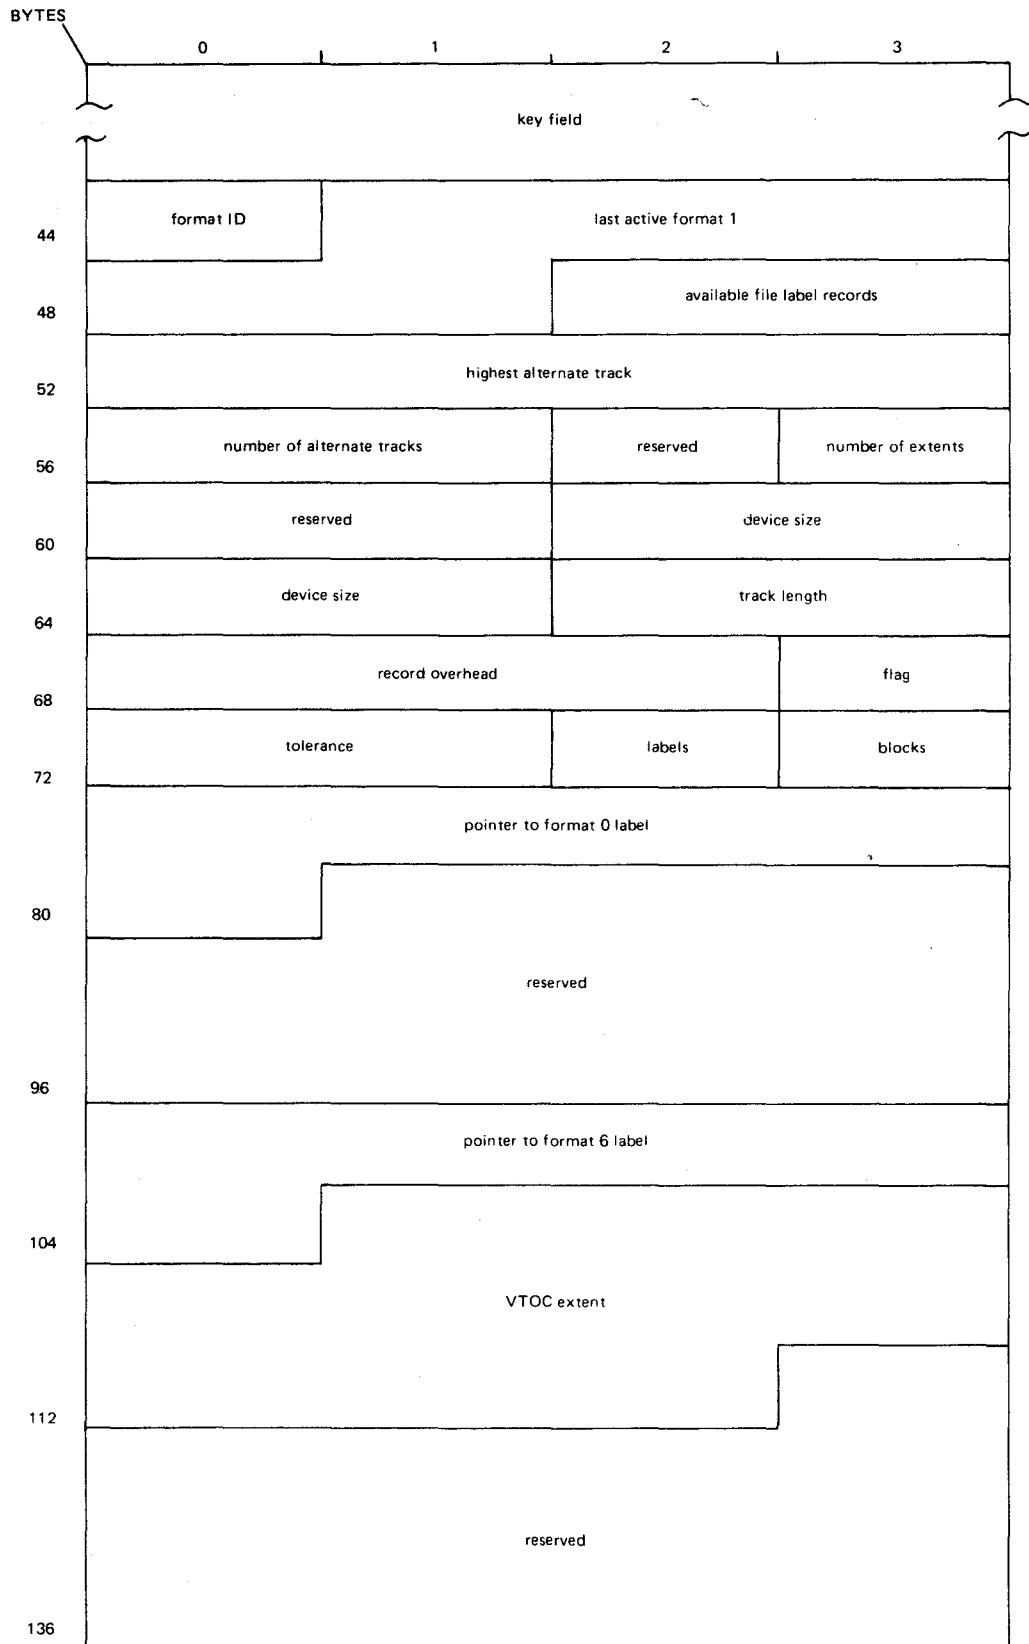 BYTES
0 1 2 3
key field
format ID last active format 1
44
available file label records
48
highest alternate track
52
number of alternate tracks reserved number of extents
56
reserved device size
60
device size track length
64
record overhead flag
68
tolerance labels blocks
72
pointer to format 0 label
80
reserved
96
pointer to format 6 label
104
VTOC extent
112
reserved
136